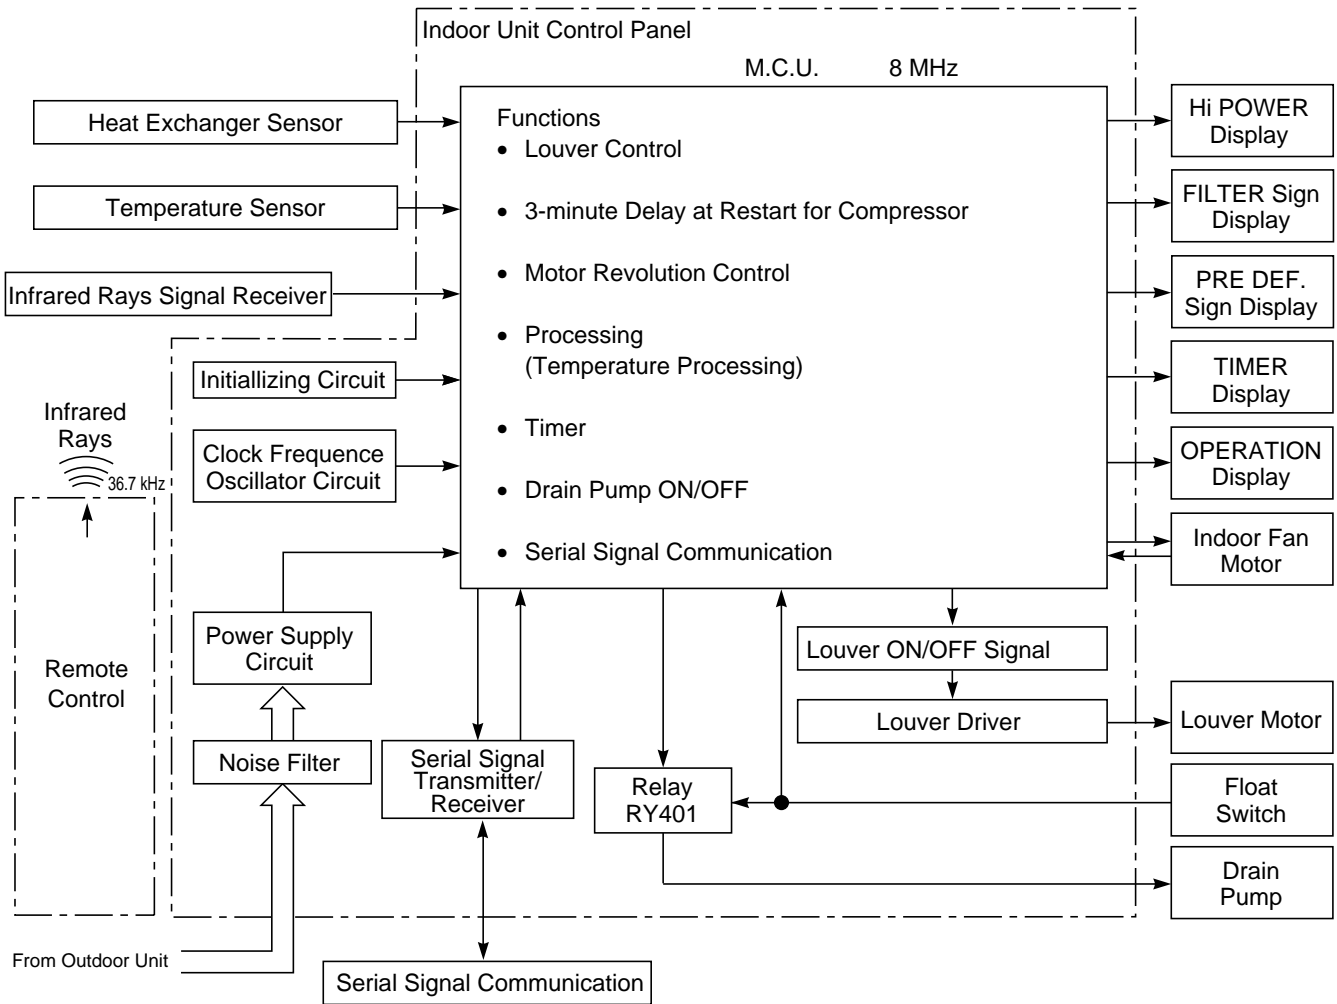 Indoor Unit Control Panel
M.C.U. 8 MHz
Heat Exchanger Sensor
Temperature Sensor
Infrared Rays Signal Receiver
Initiallizing Circuit
Clock Frequence
Oscillator Circuit
Infrared
Rays
36.7 kHz
Remote
Control
Power Supply
Circuit
Noise Filter
From Outdoor Unit
Functions
• Louver Control
• 3-minute Delay at Restart for Compressor
• Motor Revolution Control
• Processing
(Temperature Processing)
• Timer
• Drain Pump ON/OFF
• Serial Signal Communication
Serial Signal
Transmitter/
Receiver
Serial Signal Communication
Relay
RY401
Louver ON/OFF Signal
Louver Driver
Hi POWER
Display
FILTER Sign
Display
PRE DEF.
Sign Display
TIMER
Display
OPERATION
Display
Indoor Fan
Motor
Louver Motor
Float
Switch
Drain
Pump